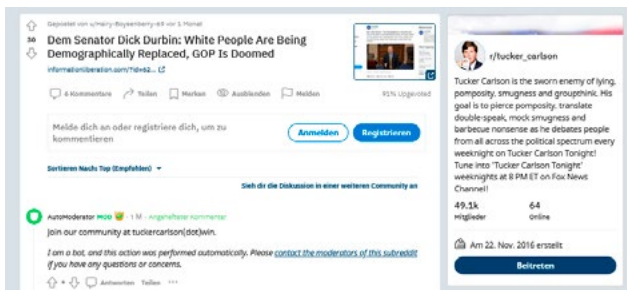 Gepostet von u/Hairy-Boysenberry-69 vor 1 Monat
36
Dem Senator Dick Durbin: White People Are Being
Demographically Replaced, GOP Is Doomed
informationliberation.com/?id=62...
4 Kommentare Teilen Merken Ausblenden Melden
91% Upgevoted
Melde dich an oder registriere dich, um zu
kommentieren
Anmelden
Registrieren
Sortieren Nach: Top (Empfohlen)
Sieh dir die Diskussion in einer weiteren Community an
AutoModerator MOD · 1 M · Angehefteter Kommentar
Join our community at tuckercarlson[dot]win.
I am a bot, and this action was performed automatically. Please contact the moderators of this subreddit
if you have any questions or concerns.
Antworten Teilen ···
r/tucker_carlson
Tucker Carlson is the sworn enemy of lying,
pomposity, smugness and groupthink. His
goal is to pierce pomposity, translate
double-speak, mock smugness and
barbecue nonsense as he debates people
from all across the political spectrum every
weeknight on Tucker Carlson Tonight!
Tune into 'Tucker Carlson Tonight'
weeknights at 8 PM ET on Fox News
Channel!
49.1k 64
Mitglieder Online
Am 22. Nov. 2016 erstellt
Beitreten